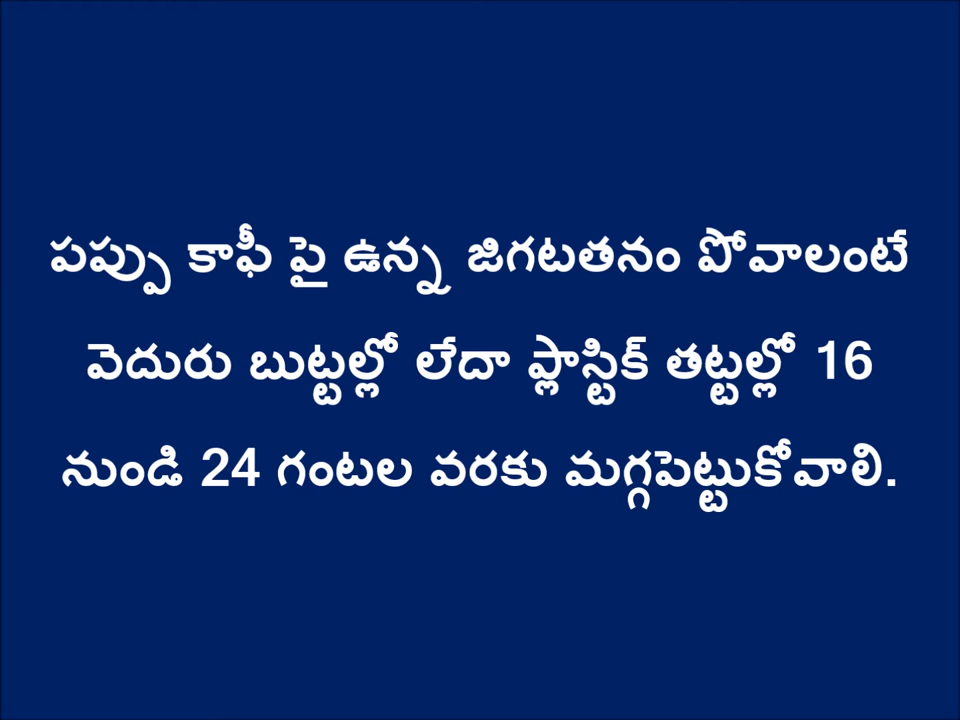 పప్పు కాఫీ పై ఉన్న జిగటతనం పోవాలంటే
వెదురు బుట్టల్లో లేదా ప్లాస్టిక్ తట్టల్లో 16
నుండి 24 గంటల వరకు మగ్గపెట్టుకోవాలి.